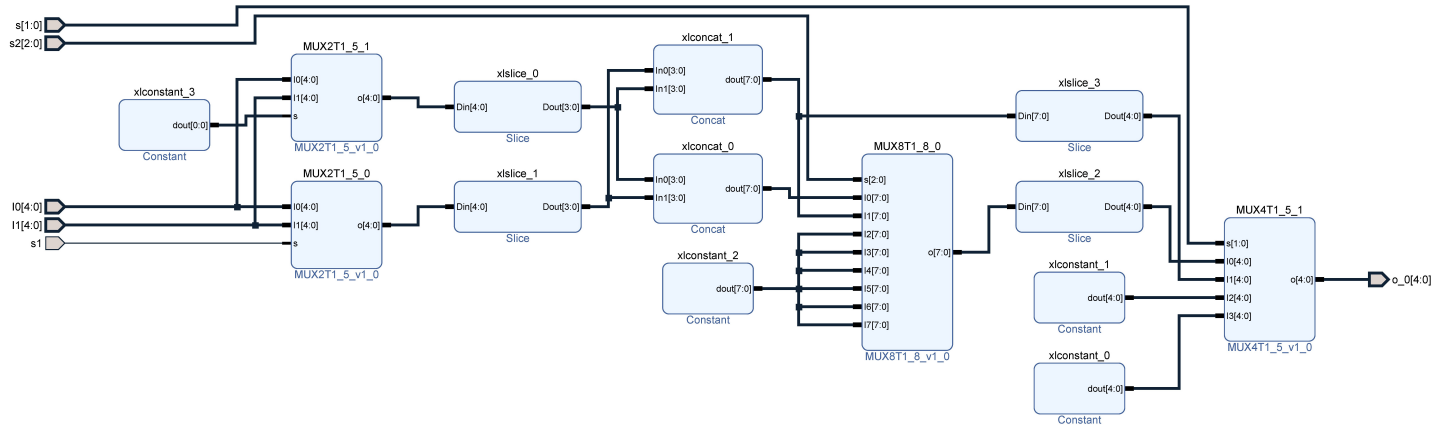 s[1:0]
s2[2:0]
I0[4:0]
I1[4:0]
s1
xlconstant_3
dout[0:0]
Constant
MUX2T1_5_1
I0[4:0]
I1[4:0]
s
o[4:0]
MUX2T1_5_v1_0
MUX2T1_5_0
I0[4:0]
I1[4:0]
s
o[4:0]
MUX2T1_5_v1_0
xlslice_0
Din[4:0]
Dout[3:0]
Slice
xlslice_1
Din[4:0]
Dout[3:0]
Slice
xlconcat_1
In0[3:0]
In1[3:0]
dout[7:0]
Concat
xlconcat_0
In0[3:0]
In1[3:0]
dout[7:0]
Concat
xlconstant_2
dout[7:0]
Constant
MUX8T1_8_0
s[2:0]
I0[7:0]
I1[7:0]
I2[7:0]
I3[7:0]
I4[7:0]
I5[7:0]
I6[7:0]
I7[7:0]
o[7:0]
MUX8T1_8_v1_0
xlslice_3
Din[7:0]
Dout[4:0]
Slice
xlslice_2
Din[7:0]
Dout[4:0]
Slice
xlconstant_1
dout[4:0]
Constant
xlconstant_0
dout[4:0]
Constant
MUX4T1_5_1
s[1:0]
I0[4:0]
I1[4:0]
I2[4:0]
I3[4:0]
o[4:0]
MUX4T1_5_v1_0
o_0[4:0]